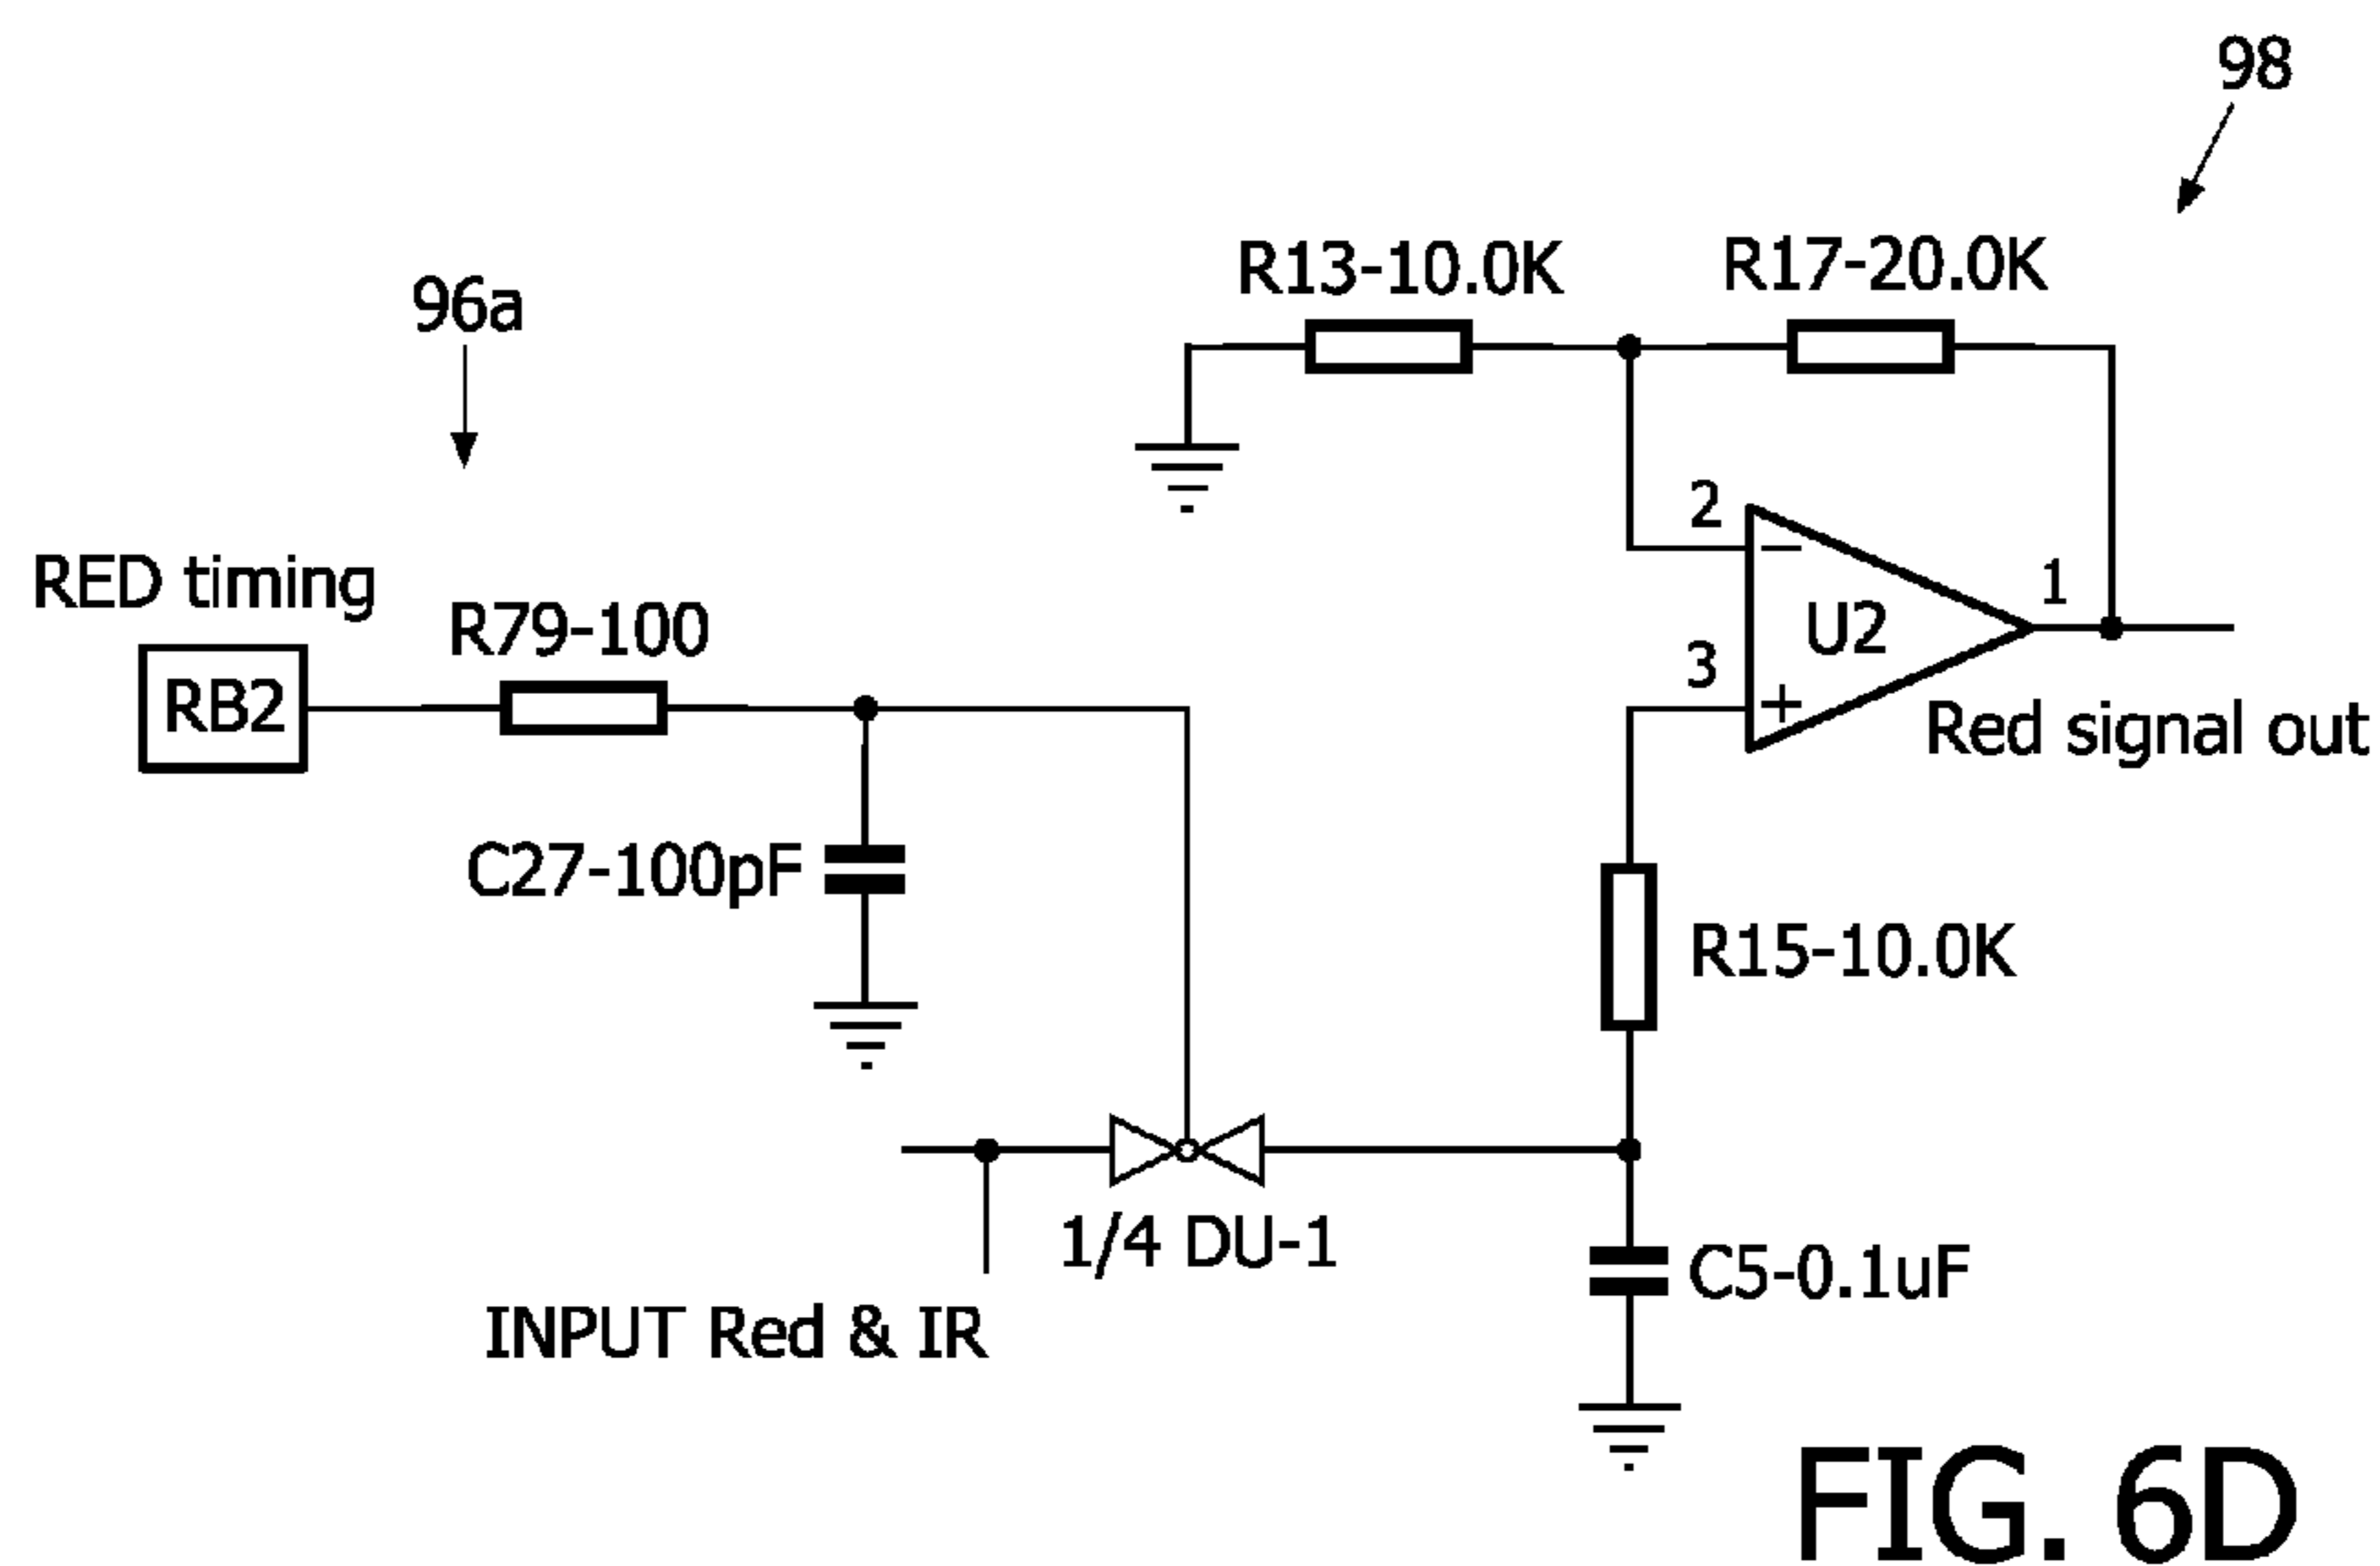 98
R13-10.0K
R17-20.0K
96a
2
1
RED timing
R79-100
U2
3
RB2
+
Red signal out
C27-100pF
R15-10.0K
1/4 DU-1
C5-0.1uF
INPUT Red & IR
FIG. 6D